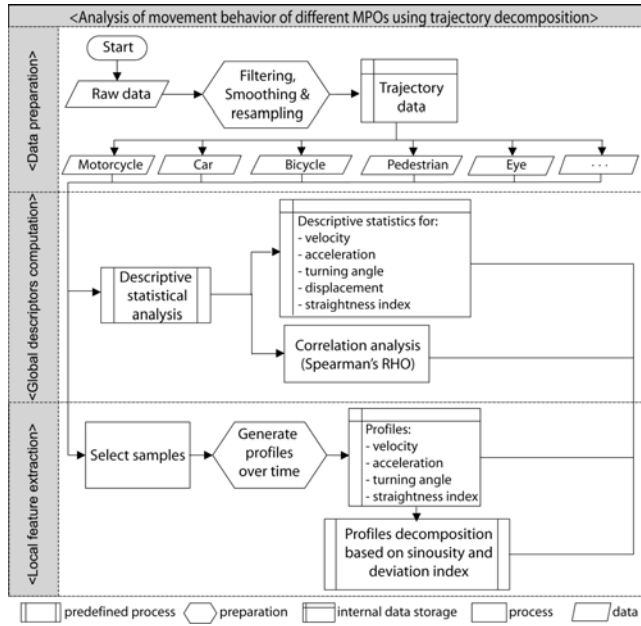 <Analysis of movement behavior of different MPOs using trajectory decomposition>
<Data preparation>
Start
Raw data
Filtering,
Smoothing &
resampling
Trajectory
data
Motorcycle
Car
Bicycle
Pedestrian
Eye
. . .
<Global descriptors computation>
Descriptive
statistical
analysis
Descriptive statistics for:
- velocity
- acceleration
- turning angle
- displacement
- straightness index
Correlation analysis
(Spearman's RHO)
<Local feature extraction>
Select samples
Generate
profiles
over time
Profiles:
- velocity
- acceleration
- turning angle
- straightness index
Profiles decomposition
based on sinousity and
deviation index
predefined process
preparation
internal data storage
process
data